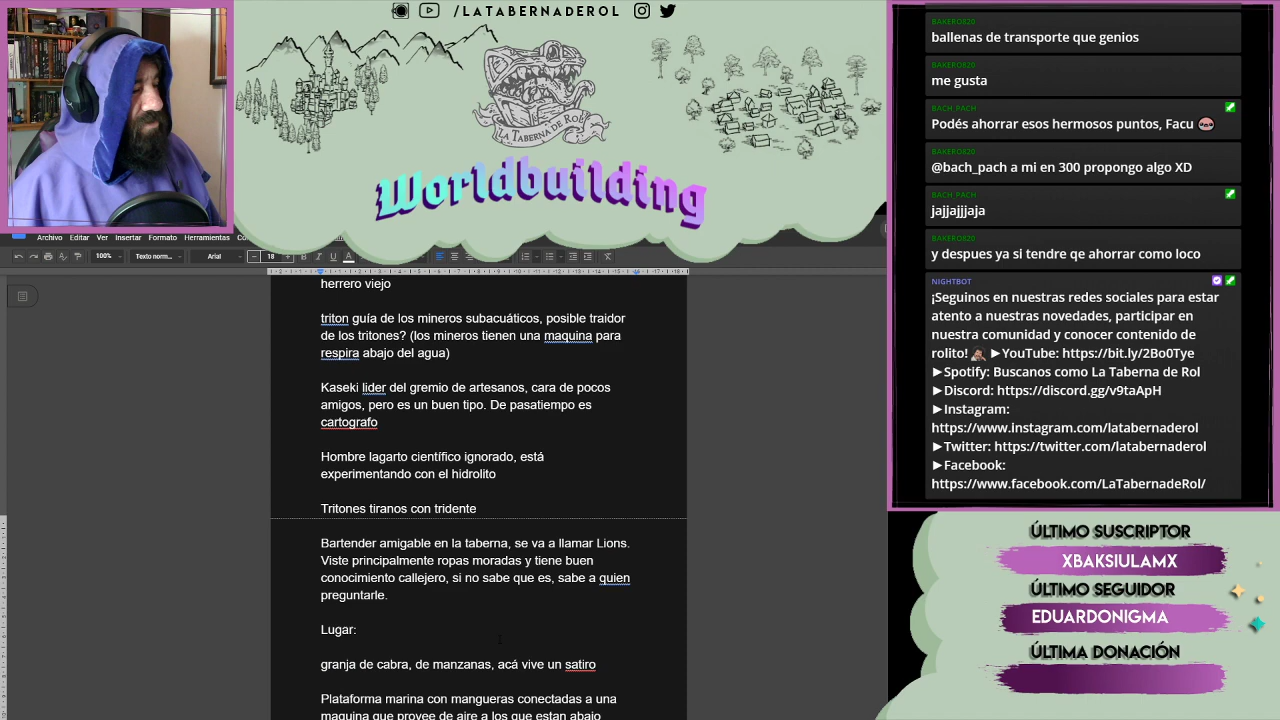 /LATABERNADEROL
LA TABERNA DE ROL
Worldbuilding
Archivo Editar Ver Insertar Formato Herramientas
100% Texto norm... Arial 18
herrero viejo
triton guía de los mineros subacuáticos, posible traidor
de los tritones? (los mineros tienen una maquina para
respira abajo del agua)
Kaseki lider del gremio de artesanos, cara de pocos
amigos, pero es un buen tipo. De pasatiempo es
cartografo
Hombre lagarto científico ignorado, está
experimentando con el hidrolito
Tritones tiranos con tridente
Bartender amigable en la taberna, se va a llamar Lions.
Viste principalmente ropas moradas y tiene buen
conocimiento callejero, si no sabe que es, sabe a quien
preguntarle.
Lugar:
granja de cabra, de manzanas, acá vive un satiro
Plataforma marina con mangueras conectadas a una
maquina que provee de aire a los que estan abajo
BAKERO820
ballenas de transporte que genios
BAKERO820
me gusta
BACH_PACH
Podés ahorrar esos hermosos puntos, Facu
BAKERO820
@bach_pach a mi en 300 propongo algo XD
BACH_PACH
jajjajjjaja
BAKERO820
y despues ya si tendre qe ahorrar como loco
NIGHTBOT
¡Seguinos en nuestras redes sociales para estar
atento a nuestras novedades, participar en
nuestra comunidad y conocer contenido de
rolito! ►YouTube: https://bit.ly/2Bo0Tye
►Spotify: Buscanos como La Taberna de Rol
►Discord: https://discord.gg/v9taApH
►Instagram:
https://www.instagram.com/latabernaderol
►Twitter: https://twitter.com/latabernaderol
►Facebook:
https://www.facebook.com/LaTabernadeRol/
ÚLTIMO SUSCRIPTOR
XBAKSIULAMX
ÚLTIMO SEGUIDOR
EDUARDONIGMA
ÚLTIMA DONACIÓN